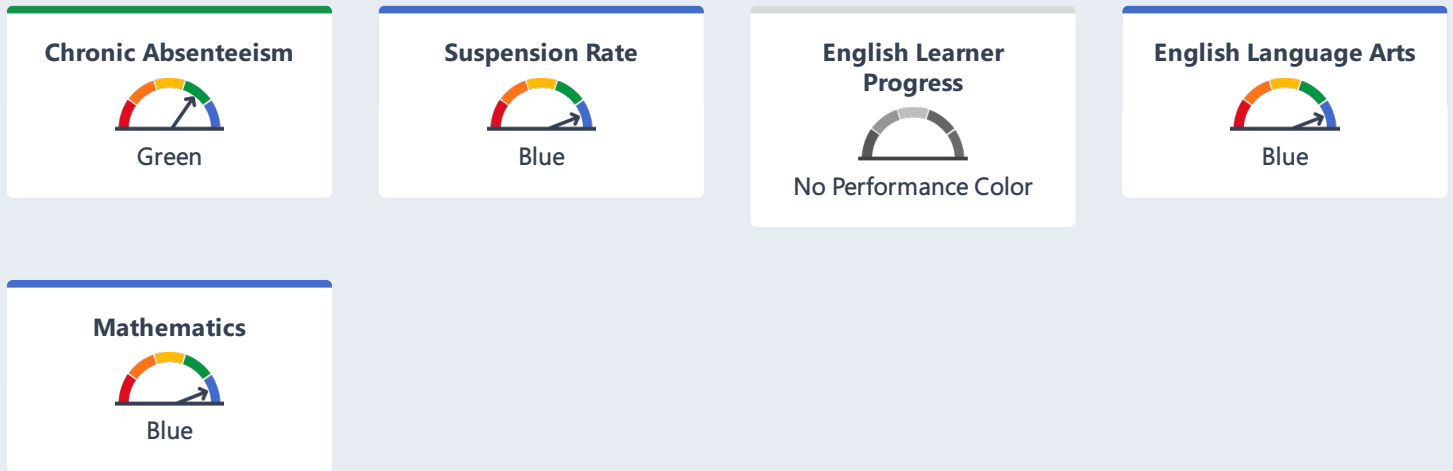 Chronic Absenteeism
Green
Suspension Rate
Blue
English Learner
Progress
No Performance Color
English Language Arts
Blue
Mathematics
Blue